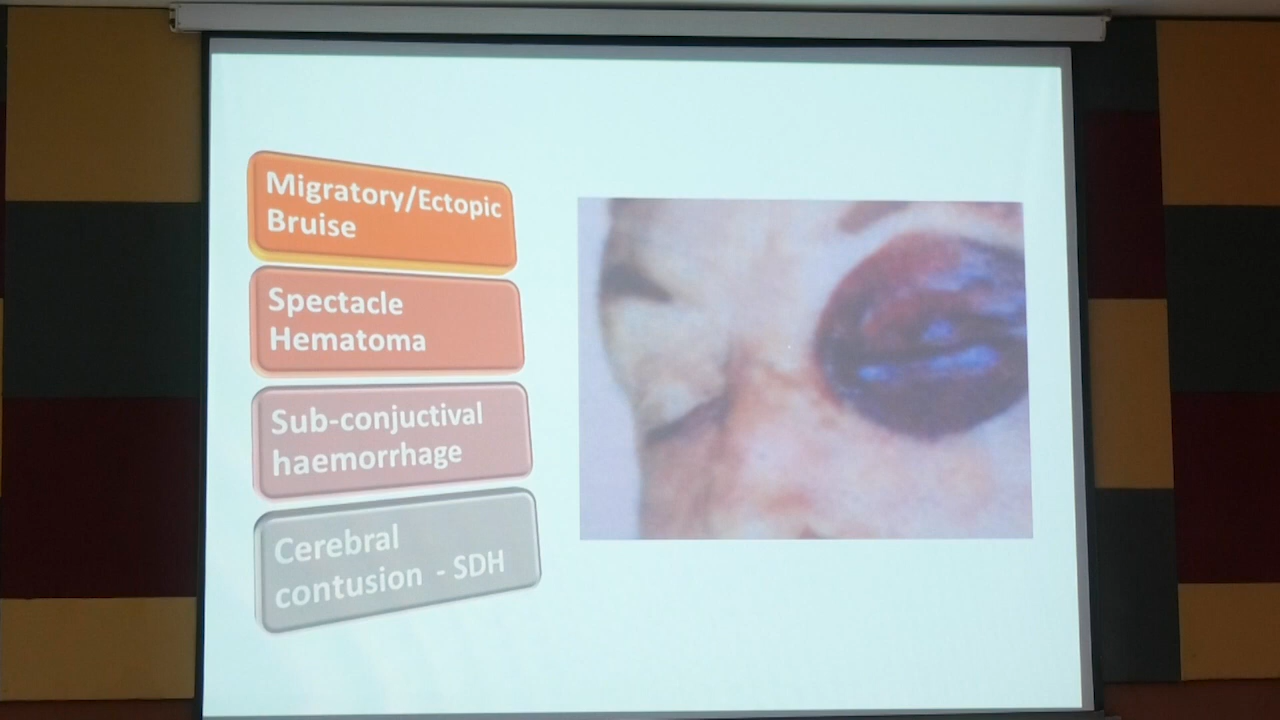 Migratory/Ectopic
Bruise
Spectacle
Hematoma
Sub-conjuctival
haemorrhage
Cerebral
contusion - SDH